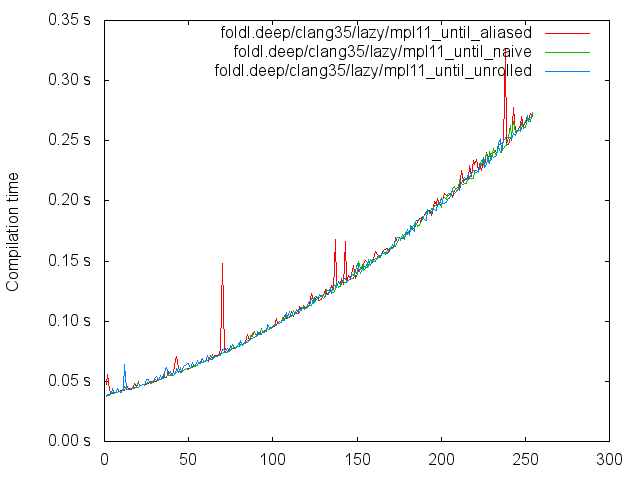 0.35 s
0.30 s
0.25 s
0.20 s
0.15 s
0.10 s
0.05 s
0.00 s
Compilation time
foldl.deep/clang35/lazy/mpl11_until_aliased
foldl.deep/clang35/lazy/mpl11_until_naive
foldl.deep/clang35/lazy/mpl11_until_unrolled
0 50 100 150 200 250 300